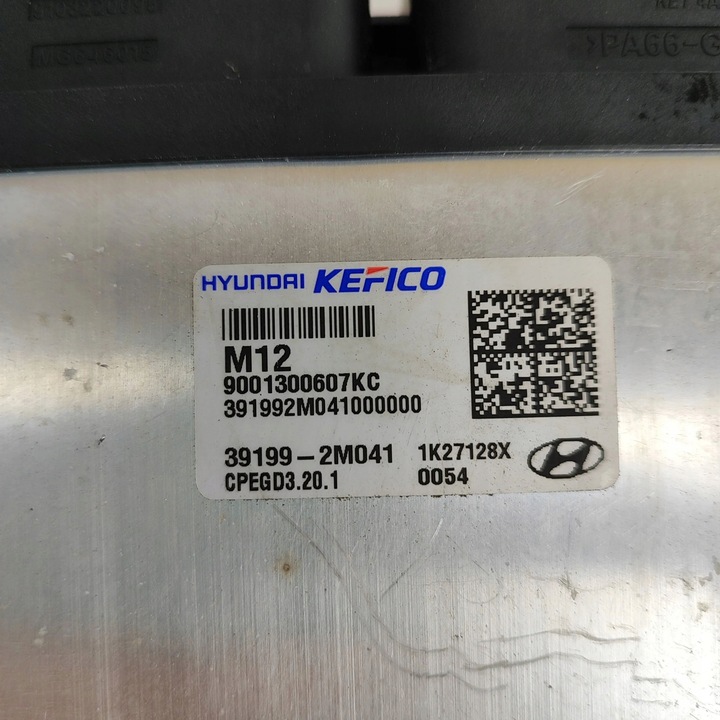 >PA66-G
HYUNDAI KEFICO
M12
9001300607KC
391992M041000000
39199-2M041 1K27128X
CPEGD3.20.1 0054